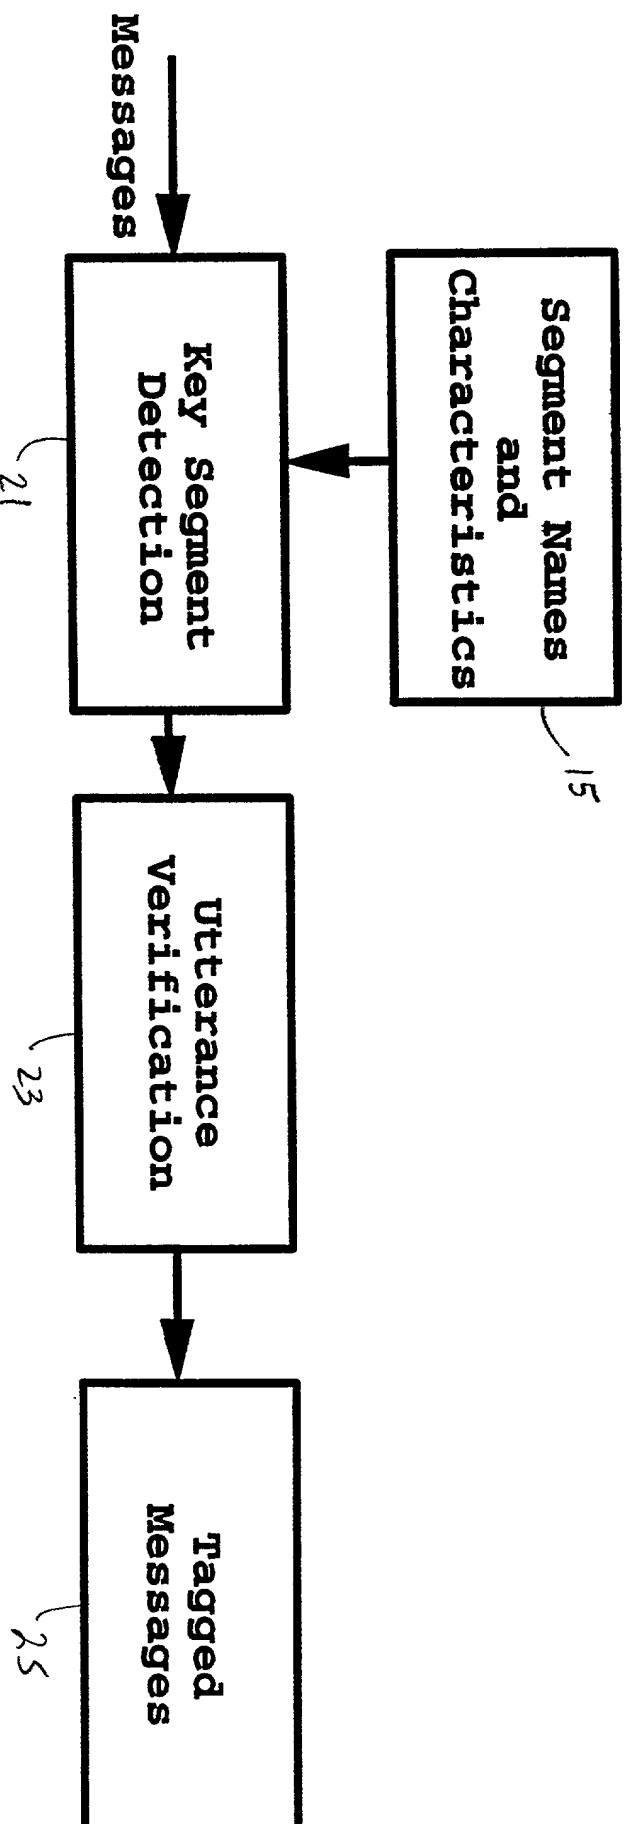 Segment Names
and
Characteristics
15
Messages
Key Segment
Detection
21
Utterance
Verification
23
Tagged
Messages
25